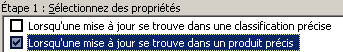 Étape 1 : Sélectionnez des propriétés
Lorsqu'une mise à jour se trouve dans une classification précise
Lorsqu'une mise à jour se trouve dans un produit précis